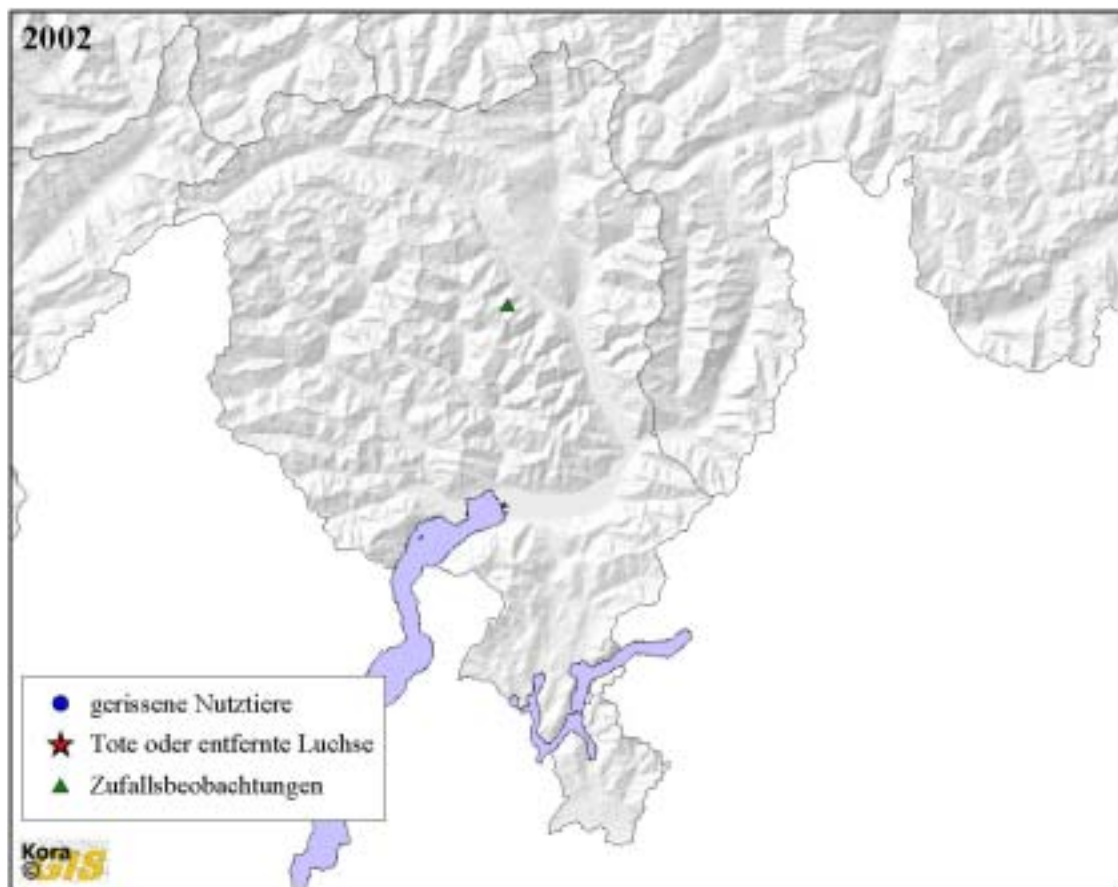 2002
gerissene Nutztiere
Tote oder entfernte Luchse
Zufallsbeobachtungen
Kora
© GIS